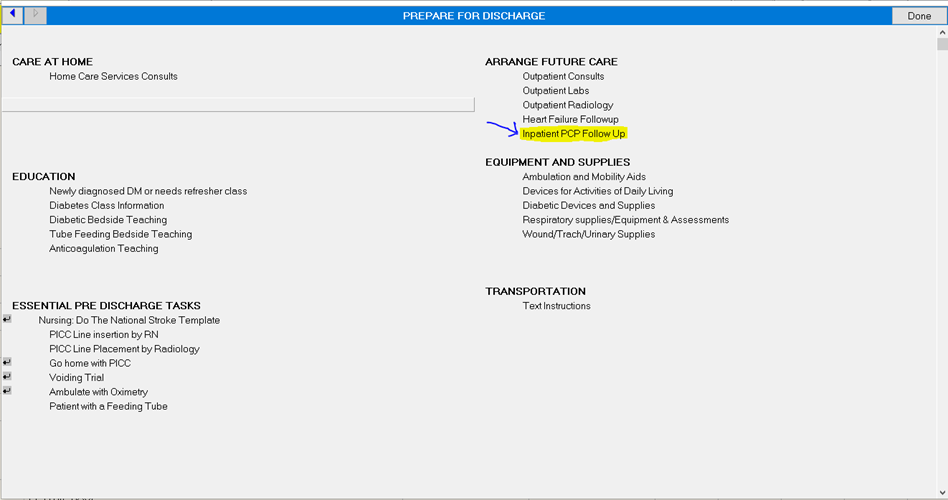 PREPARE FOR DISCHARGE
Done
CARE AT HOME
Home Care Services Consults
EDUCATION
Newly diagnosed DM or needs refresher class
Diabetes Class Information
Diabetic Bedside Teaching
Tube Feeding Bedside Teaching
Anticoagulation Teaching
ESSENTIAL PRE DISCHARGE TASKS
Nursing: Do The National Stroke Template
PICC Line insertion by RN
PICC Line Placement by Radiology
Go home with PICC
Voiding Trial
Ambulate with Oximetry
Patient with a Feeding Tube
ARRANGE FUTURE CARE
Outpatient Consults
Outpatient Labs
Outpatient Radiology
Heart Failure Followup
Inpatient PCP Follow Up
EQUIPMENT AND SUPPLIES
Ambulation and Mobility Aids
Devices for Activities of Daily Living
Diabetic Devices and Supplies
Respiratory supplies/Equipment & Assessments
Wound/Trach/Urinary Supplies
TRANSPORTATION
Text Instructions